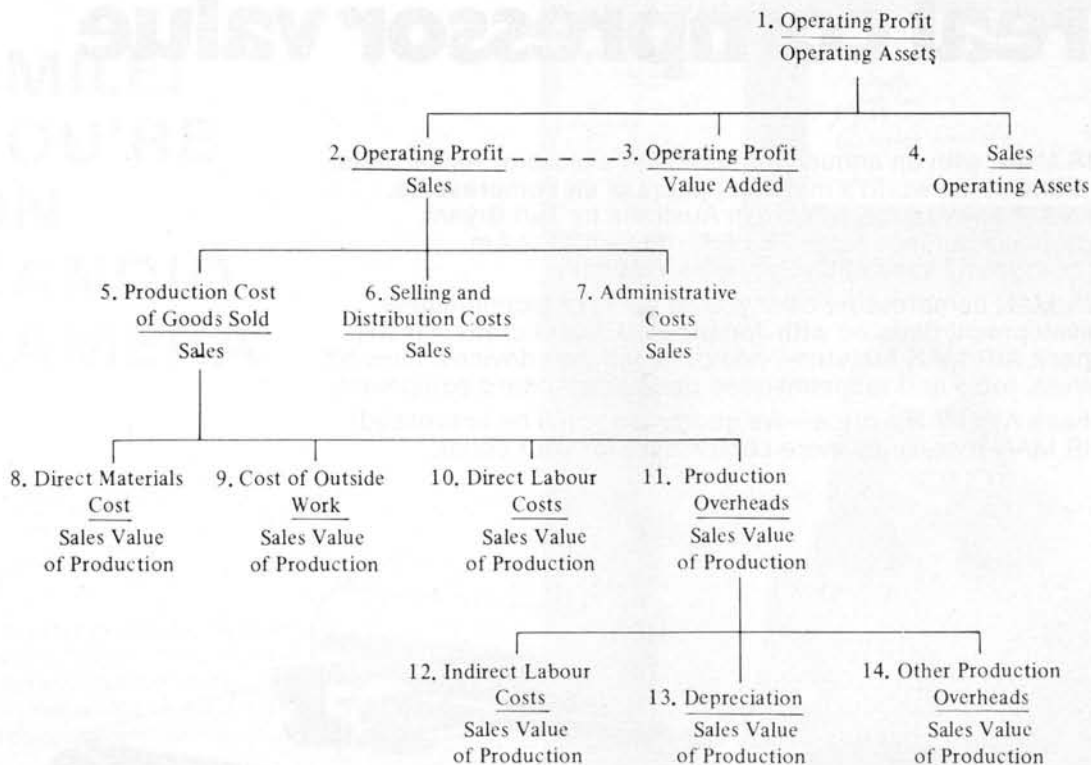 1. Operating Profit
Operating Assets
2. Operating Profit _ _ _ _ 3. Operating Profit
Sales
Value Added
4. Sales
Operating Assets
5. Production Cost
of Goods Sold
Sales
6. Selling and
Distribution Costs
Sales
7. Administrative
Costs
Sales
8. Direct Materials
Cost
Sales Value
of Production
9. Cost of Outside
Work
Sales Value
of Production
10. Direct Labour
Costs
Sales Value
of Production
11. Production
Overheads
Sales Value
of Production
12. Indirect Labour
Costs
Sales Value
of Production
13. Depreciation
Sales Value
of Production
14. Other Production
Overheads
Sales Value
of Production